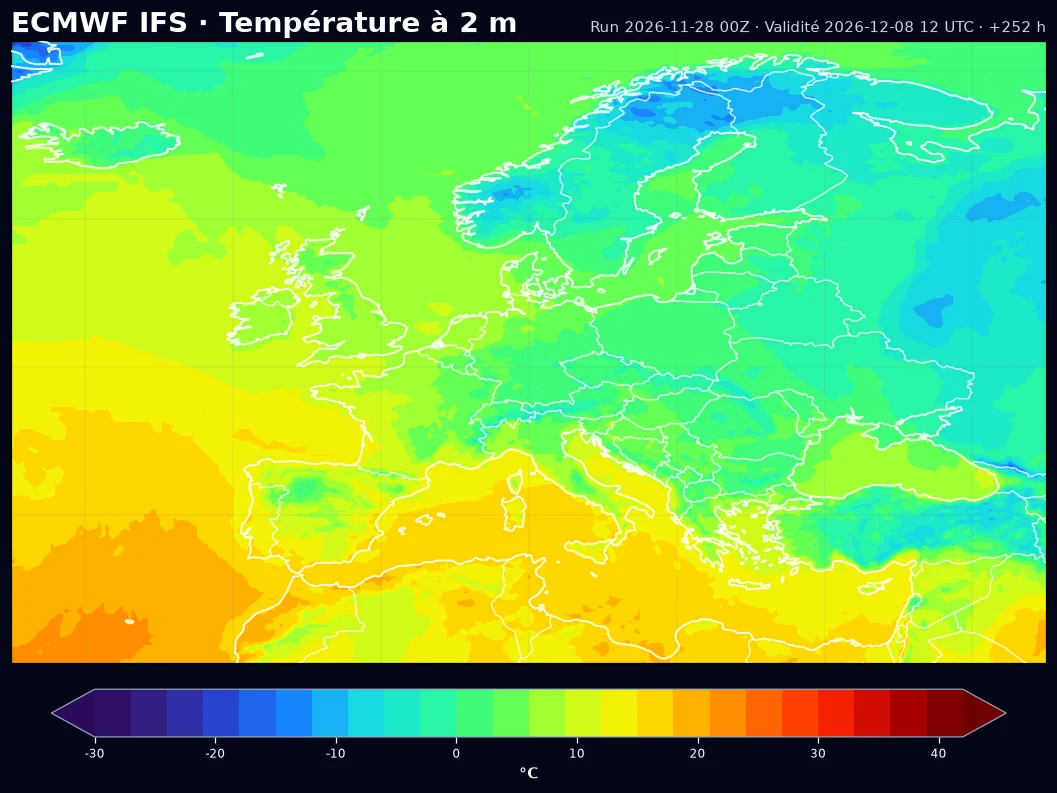 ECMWF IFS · Température à 2 m
Run 2026-11-28 00Z · Validité 2026-12-08 12 UTC · +252 h
-30 -20 -10 0 10 20 30 40
°C